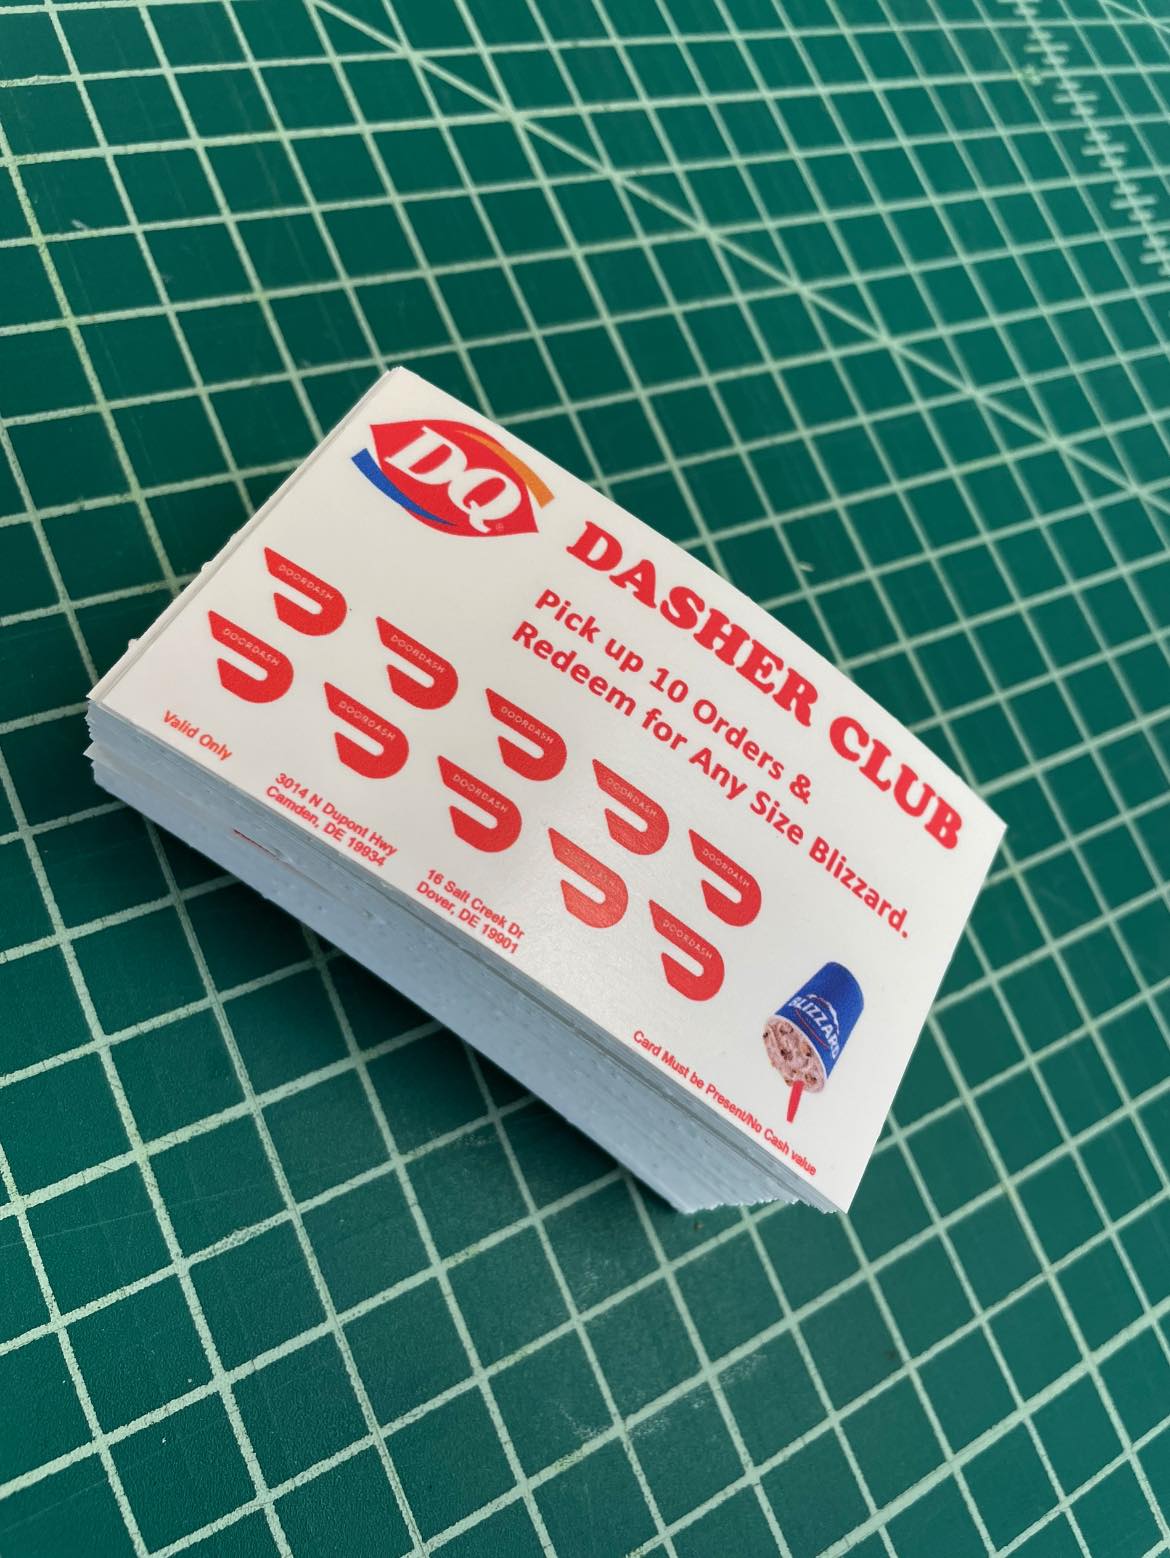 DQ
DASHER CLUB
Pick up 10 Orders &
Redeem for Any Size Blizzard.
DOORDASH
DOORDASH
DOORDASH
DOORDASH
DOORDASH
DOORDASH
DOORDASH
DOORDASH
DOORDASH
DOORDASH
Valid Only
3014 N Dupont Hwy
Camden, DE 19934
16 Salt Creek Dr
Dover, DE 19901
BLIZZARD
Card Must be Present/No Cash value